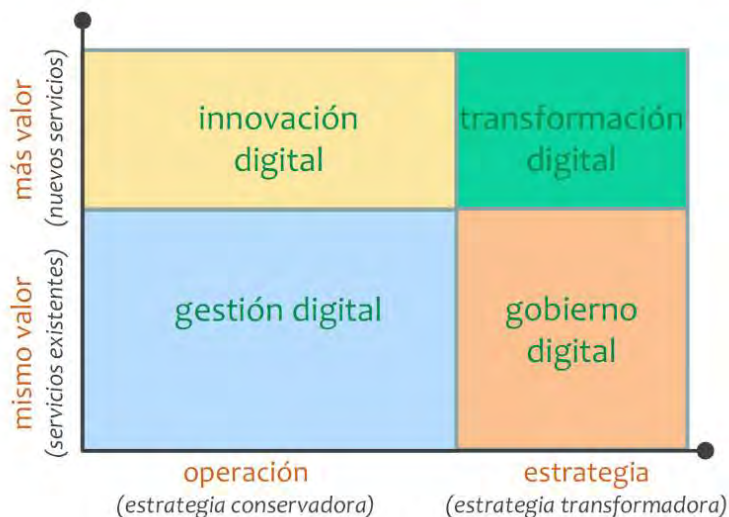 más valor
(nuevos servicios)
innovación
digital
transformación
digital
mismo valor
(servicios existentes)
gestión digital
gobierno
digital
operación
(estrategia conservadora)
estrategia
(estrategia transformadora)